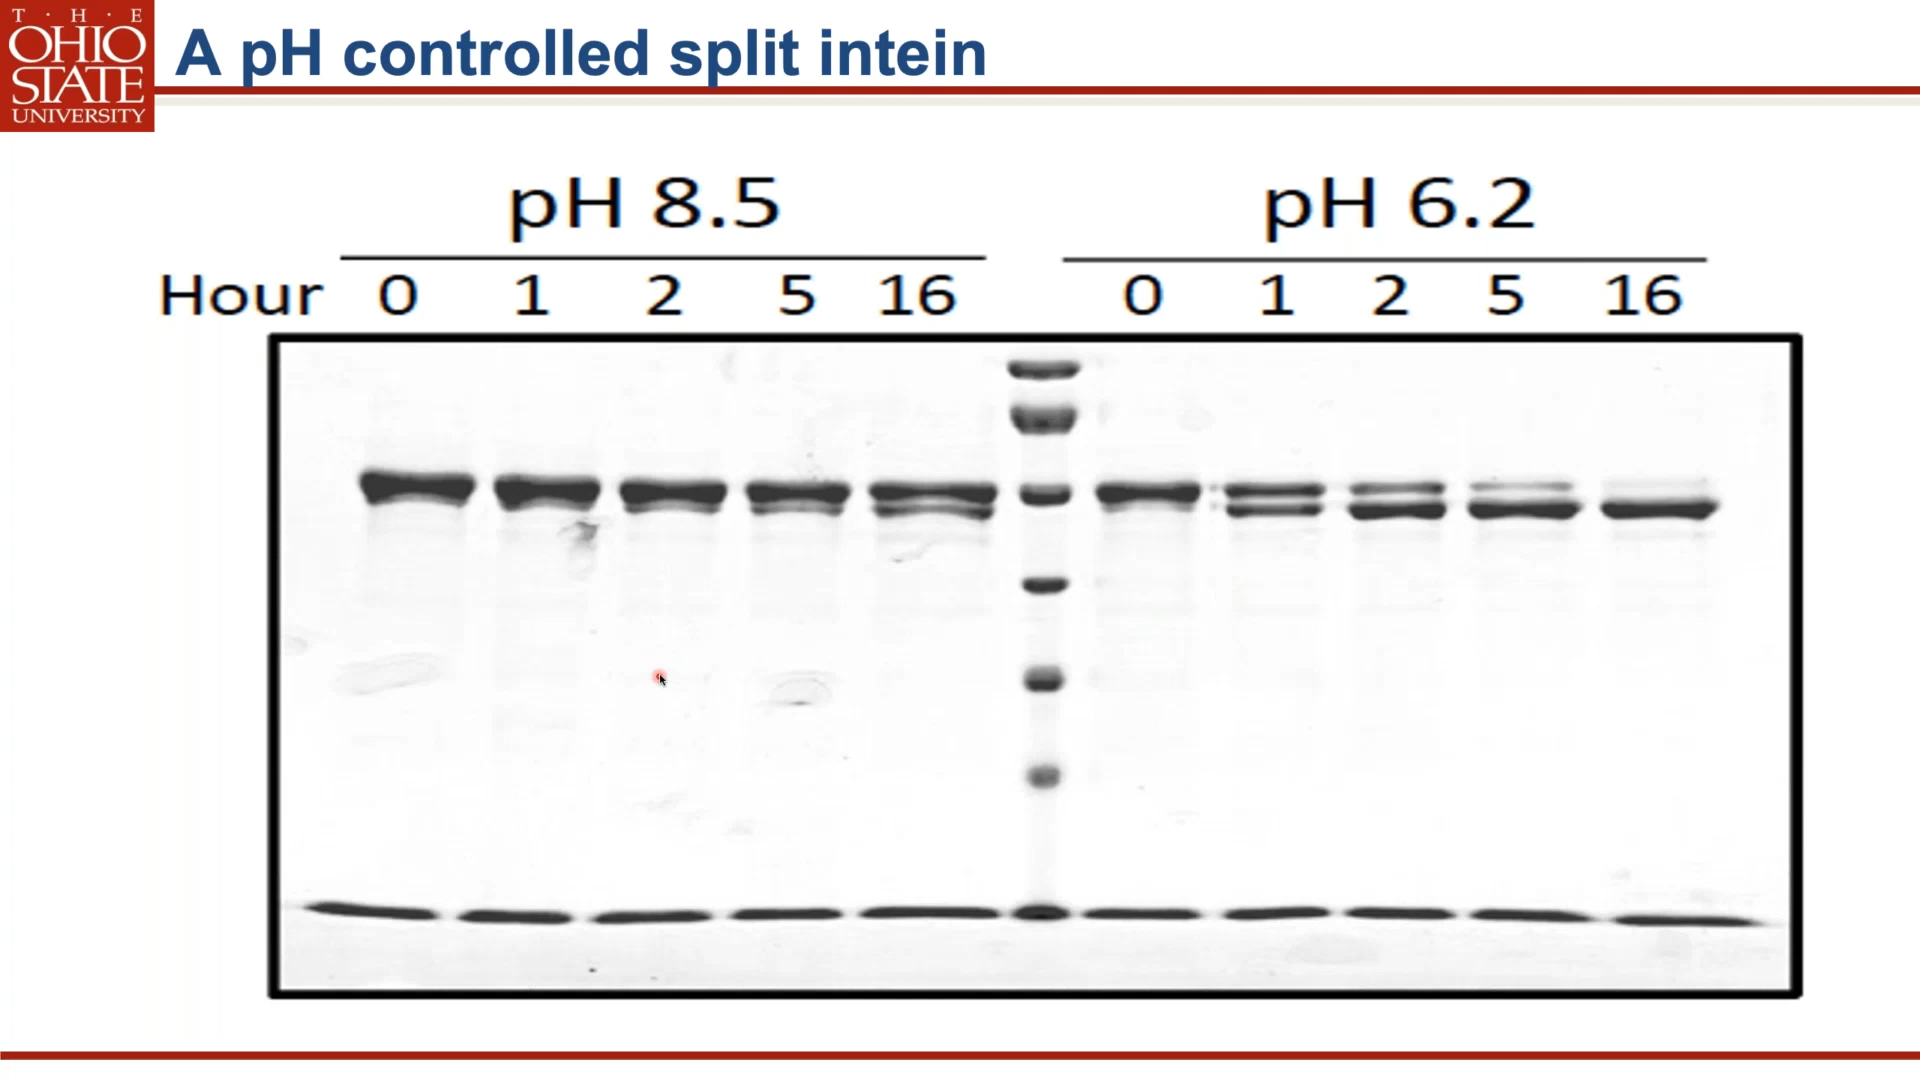 T · H · E
OHIO
STATE
UNIVERSITY
A pH controlled split intein
pH 8.5 pH 6.2
Hour 0 1 2 5 16 0 1 2 5 16